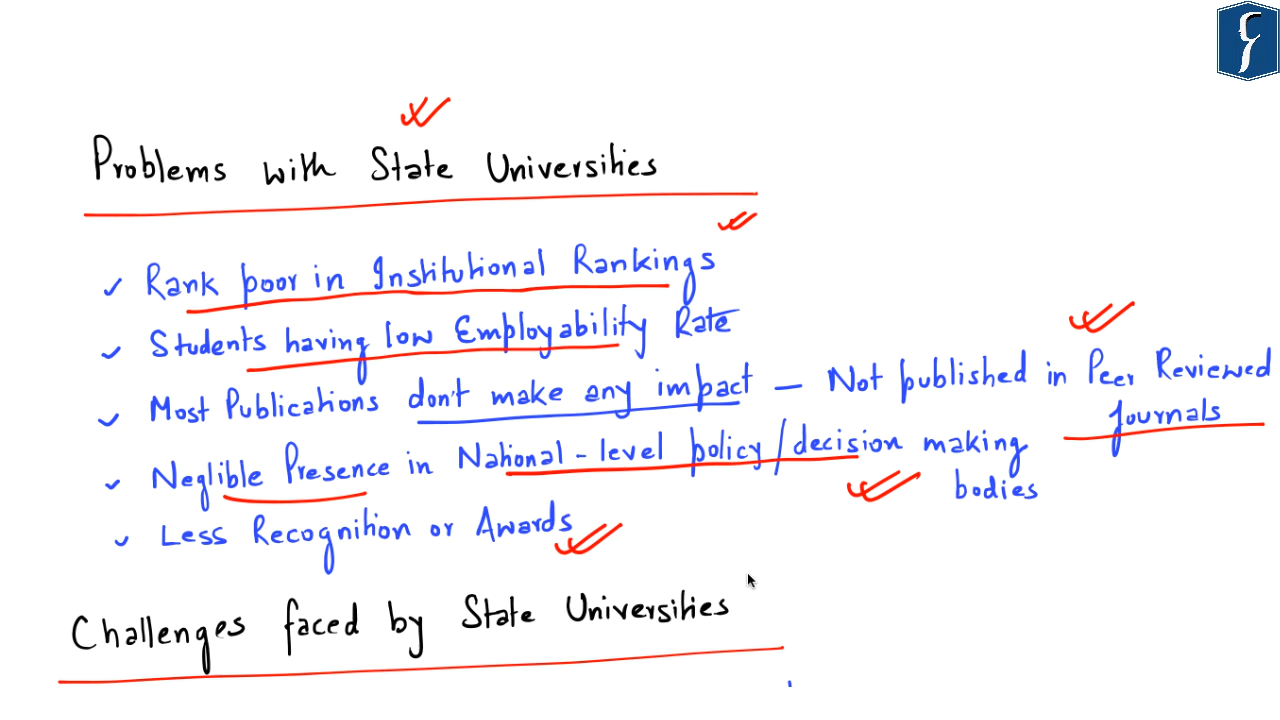 Problems with State Universities
Rank poor in Institutional Rankings
Students having low Employability Rate
Most Publications don't make any impact — Not published in Peer Reviewed
Journals
Neglible Presence in National-level policy/decision making
bodies
Less Recognition or Awards
Challenges faced by State Universities